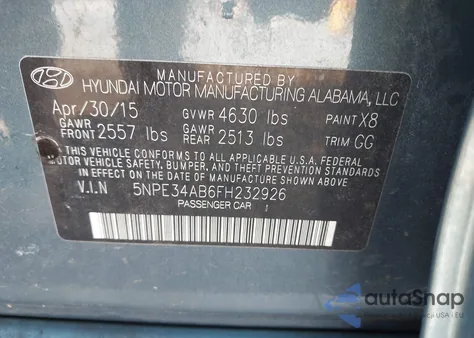 MANUFACTURED BY
HYUNDAI MOTOR MANUFACTURING ALABAMA, LLC
Apr/30/15 GVWR 4630 lbs PAINT X8
GAWR FRONT 2557 lbs GAWR REAR 2513 lbs TRIM GG
THIS VEHICLE CONFORMS TO ALL APPLICABLE U.S.A. FEDERAL
MOTOR VEHICLE SAFETY, BUMPER, AND THEFT PREVENTION
STANDARDS IN EFFECT ON THE DATE OF MANUFACTURE SHOWN ABOVE.
V.I.N 5NPE34AB6FH232926
PASSENGER CAR
autoSnap